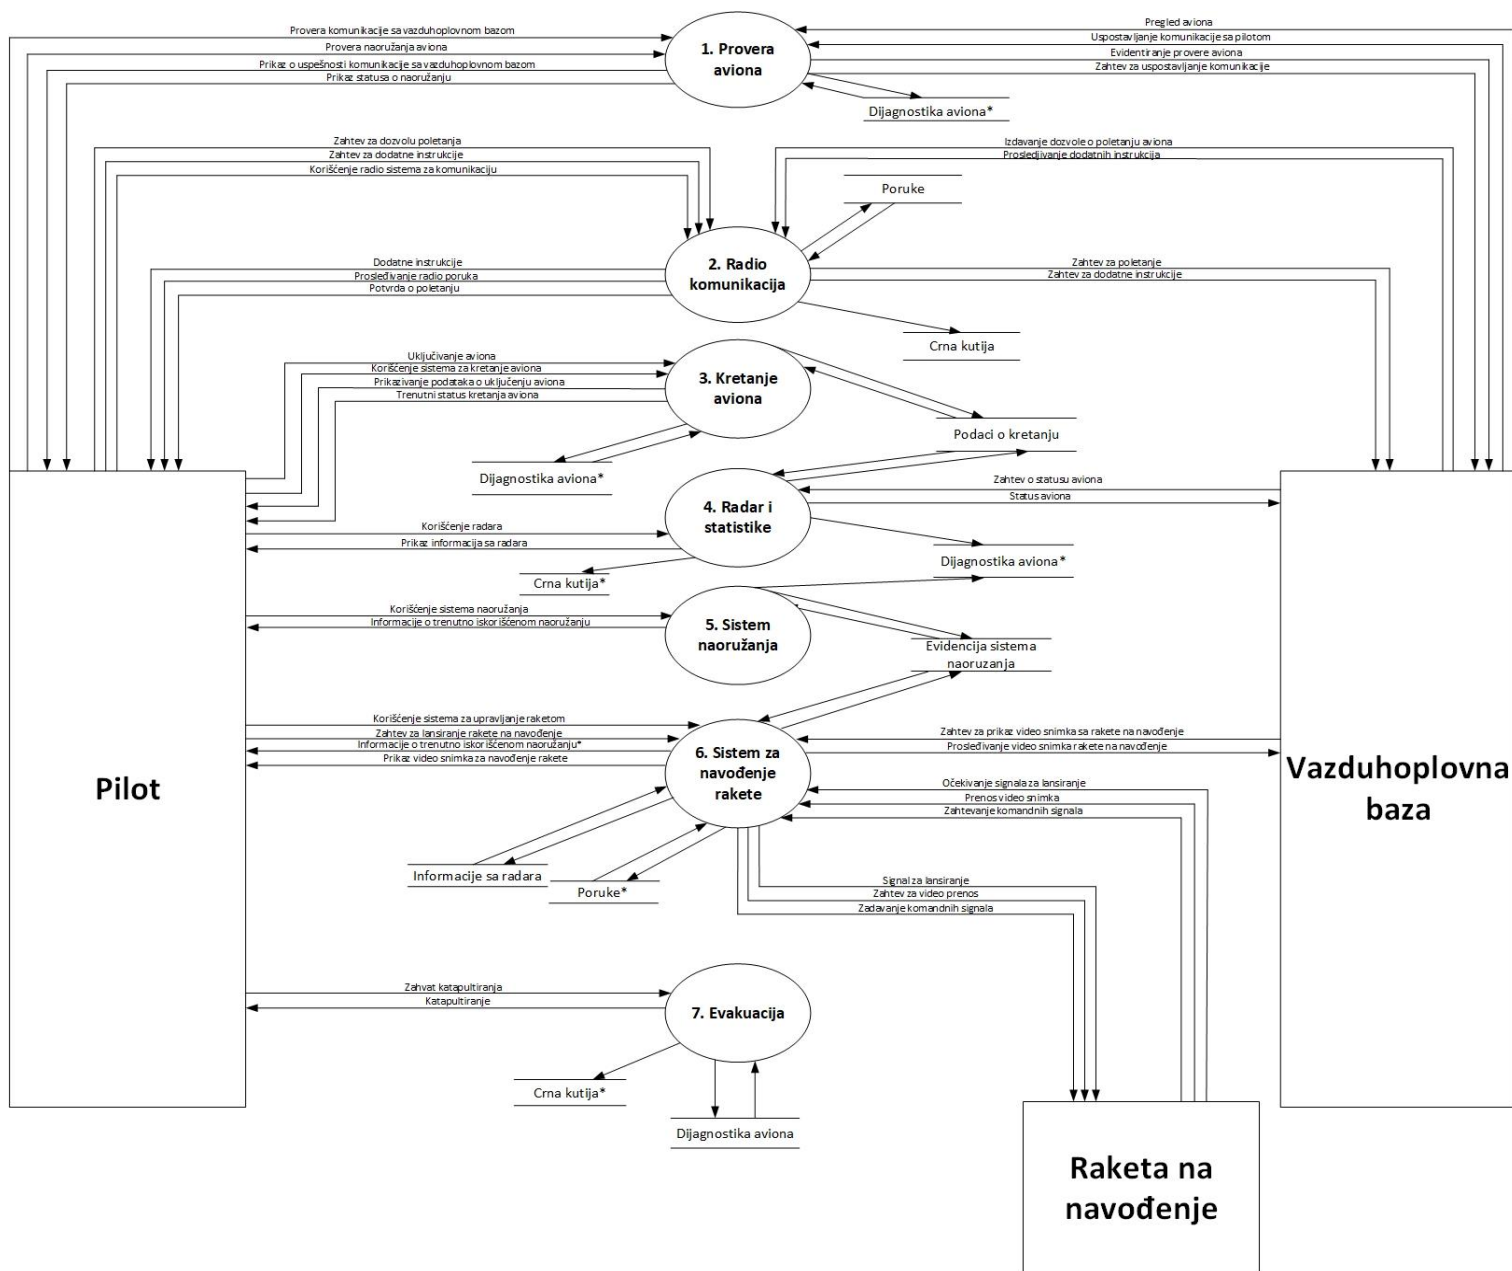 Provera komunikacije sa vazduhoplovnom bazom
Provera naoružanja aviona
Prikaz o uspešnosti komunikacije sa vazduhoplovnom bazom
Prikaz statusa o naoružanju
1. Provera
aviona
Pregled aviona
Uspostavljanje komunikacije sa pilotom
Evidentiranje provere aviona
Zahtev za uspostavljanje komunikacije
Dijagnostika aviona*
Zahtev za dozvolu poletanja
Zahtev za dodatne instrukcije
Korišćenje radio sistema za komunikaciju
Izdavanje dozvole o poletanju aviona
Prosledjivanje dodatnih instrukcija
Poruke
2. Radio
komunikacija
Dodatne instrukcije
Prosleđivanje radio poruka
Potvrda o poletanju
Zahtev za poletanje
Zahtev za dodatne instrukcije
Crna kutija
Uključivanje aviona
Korišćenje sistema za kretanje aviona
Prikazivanje podataka o uključenju aviona
Trenutni status kretanja aviona
3. Kretanje
aviona
Podaci o kretanju
Dijagnostika aviona*
4. Radar i
statistike
Zahtev o statusu aviona
Status aviona
Korišćenje radara
Prikaz informacija sa radara
Dijagnostika aviona*
Crna kutija*
5. Sistem
naoružanja
Korišćenje sistema naoružanja
Informacije o trenutno iskorišćenom naoružanju
Evidencija sistema
naoruzanja
Korišćenje sistema za upravljanje raketom
Zahtev za lansiranje rakete na navođenje
Informacije o trenutno iskorišćenom naoružanju*
Prikaz video snimka za navođenje rakete
6. Sistem za
navođenje
rakete
Zahtev za prikaz video snimka sa rakete na navođenje
Prosleđivanje video snimka rakete na navođenje
Očekivanje signala za lansiranje
Prenos video snimka
Zahtevanje komandnih signala
Pilot
Vazduhoplovna
baza
Informacije sa radara
Poruke*
Signal za lansiranje
Zahtev za video prenos
Zadavanje komandnih signala
Zahvat katapultiranja
Katapultiranje
7. Evakuacija
Crna kutija*
Dijagnostika aviona
Raketa na
navođenje